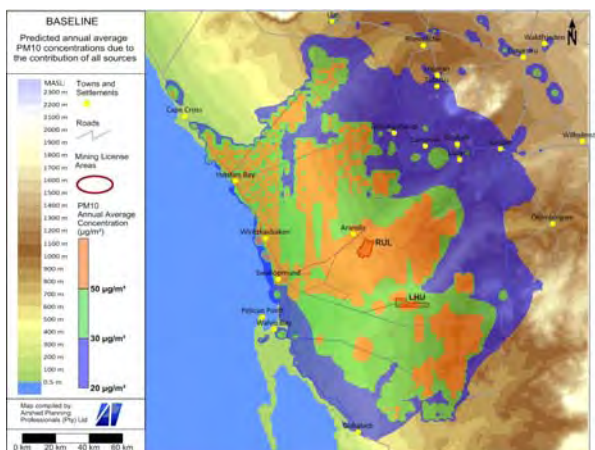 BASELINE
Predicted annual average
PM10 concentrations due to
the contribution of all sources
MASL:
2300 m
2200 m
2100 m
2000 m
1900 m
1800 m
1700 m
1600 m
1500 m
1400 m
1300 m
1200 m
1100 m
1000 m
900 m
800 m
700 m
600 m
500 m
400 m
300 m
200 m
100 m
0.5 m
Towns and
Settlements
Roads
Mining License
Areas
PM10
Annual Average
Concentration
(µg/m³)
50 µg/m³
30 µg/m³
20 µg/m³
Map compiled by:
Airshed Planning
Professionals (Pty) Ltd
0 km 20 km 40 km 60 km
N
Cape Cross
Henties Bay
Wlotzkasbaken
Arandis
RUL
Swakopmund
LHU
Pelican Point
Walvis Bay
Otjimbingwe